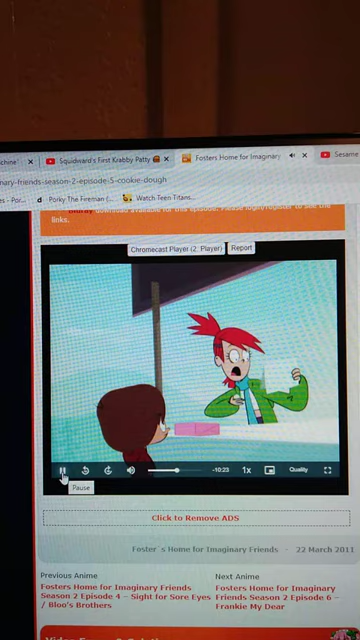 Squidward's First Krabby Patty
Fosters Home for Imaginary
Sesame
nary-friends-season-2-episode-5-cookie-dough
Porky The Fireman (...
Watch Teen Titans...
links.
Chromecast Player (2: Player)
Report
-10:23
1x
Quality
Pause
Click to Remove ADS
Foster´s Home for Imaginary Friends - 22 March 2011
Previous Anime
Fosters Home for Imaginary Friends
Season 2 Episode 4 – Sight for Sore Eyes
/ Bloo's Brothers
Next Anime
Fosters Home for Imaginary
Friends Season 2 Episode 6 –
Frankie My Dear